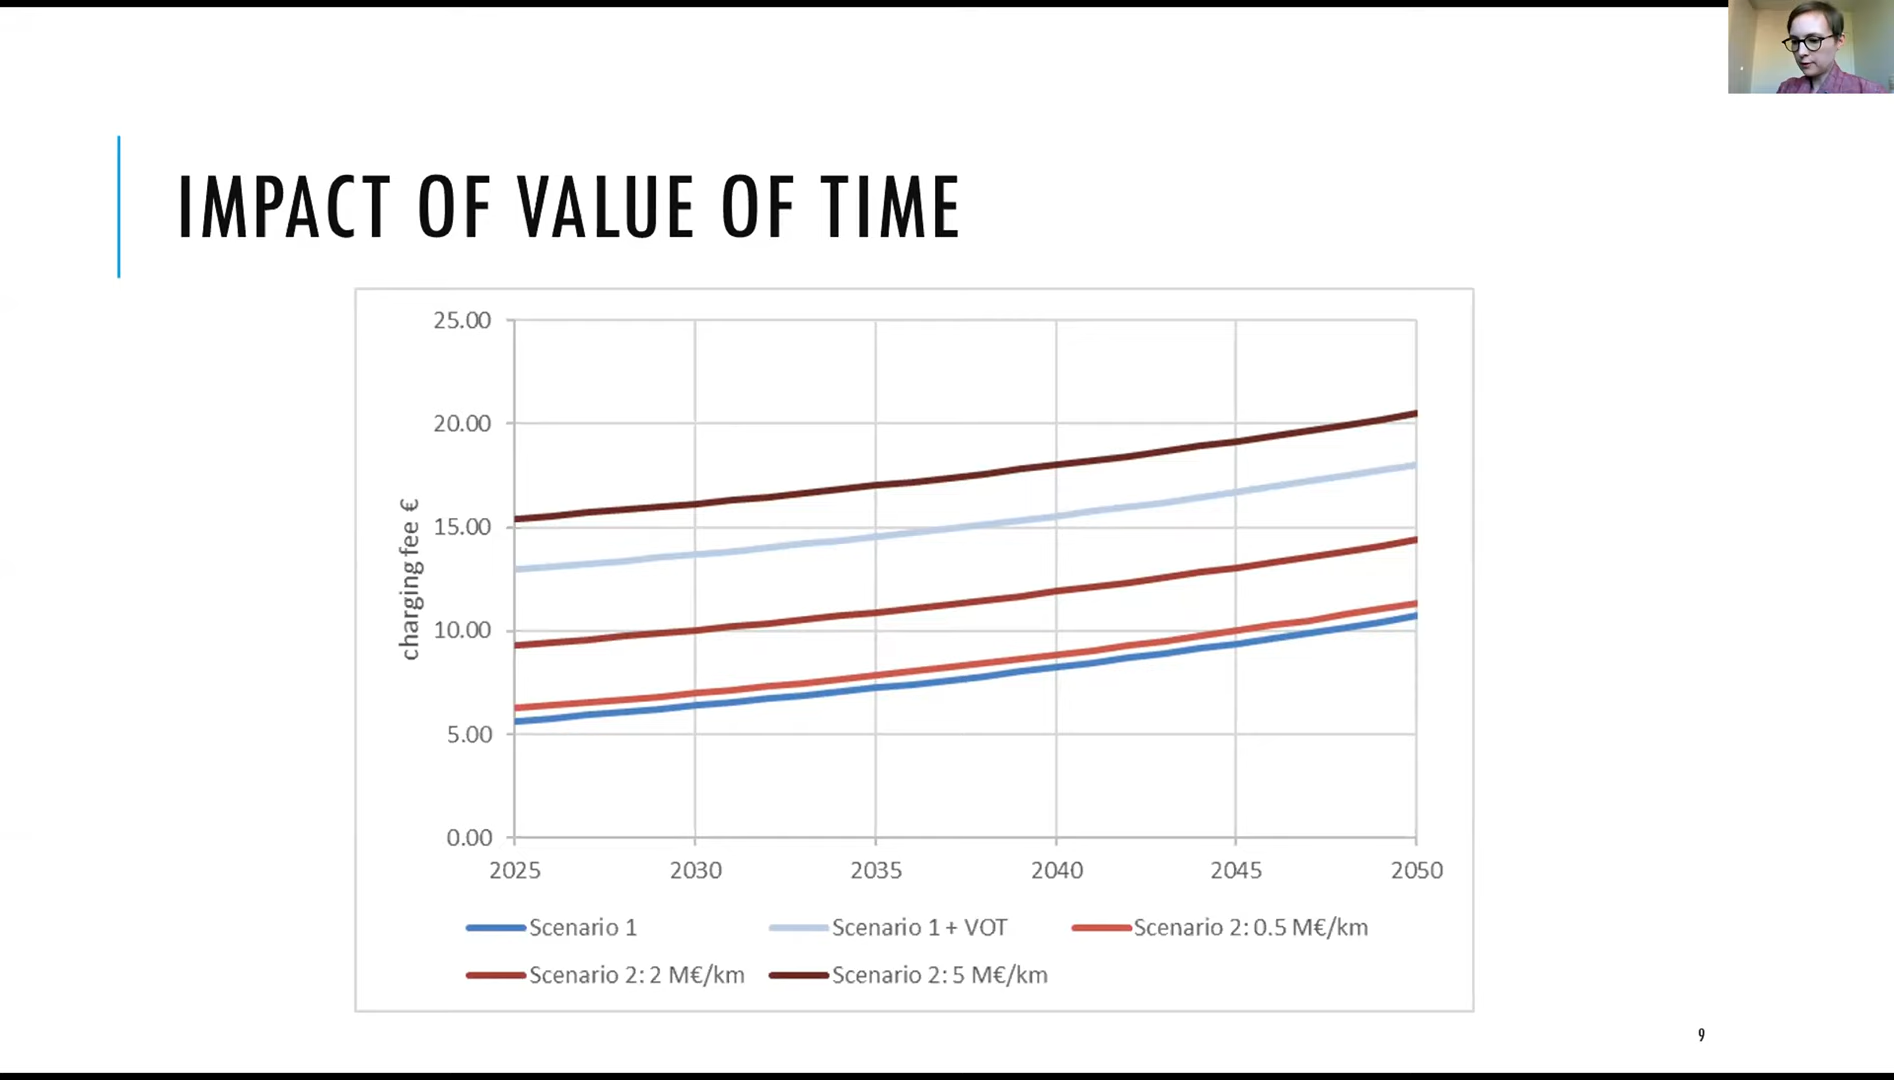 IMPACT OF VALUE OF TIME
25.00
20.00
15.00
10.00
5.00
0.00
charging fee €
2025 2030 2035 2040 2045 2050
Scenario 1 Scenario 1 + VOT Scenario 2: 0.5 M€/km
Scenario 2: 2 M€/km Scenario 2: 5 M€/km
9